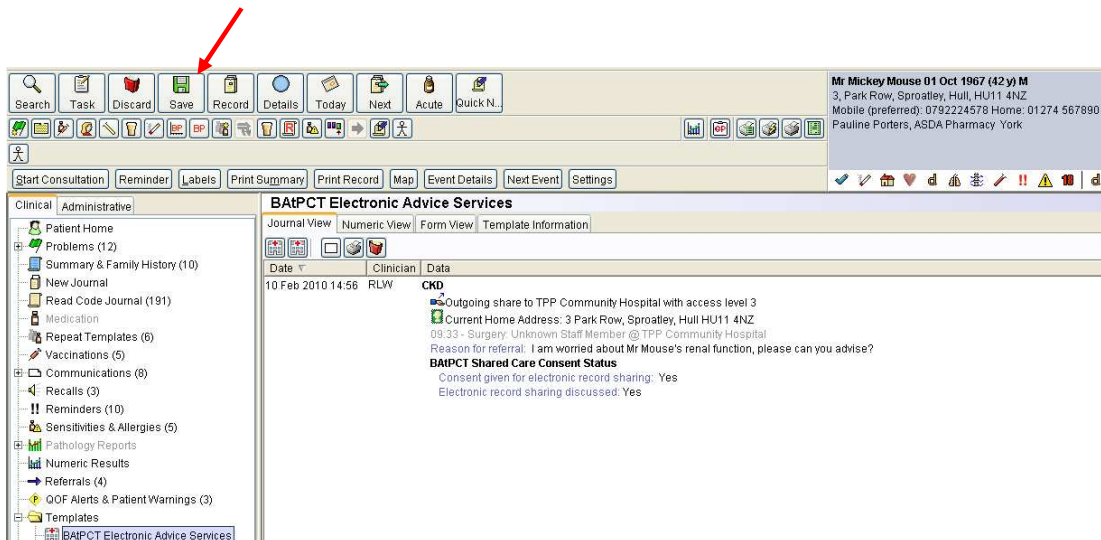 Search Task Discard Save Record Details Today Next Acute Quick N...
Mr Mickey Mouse 01 Oct 1967 (42 y) M
3, Park Row, Sproatley, Hull, HU11 4NZ
Mobile (preferred): 0792224578 Home: 01274 567890
Pauline Porters, ASDA Pharmacy York
BP BP
GP
Start Consultation Reminder Labels Print Summary Print Record Map Event Details Next Event Settings
Clinical Administrative
Patient Home
Problems (12)
Summary & Family History (10)
New Journal
Read Code Journal (191)
Medication
Repeat Templates (6)
Vaccinations (5)
Communications (8)
Recalls (3)
Reminders (10)
Sensitivities & Allergies (5)
Pathology Reports
Numeric Results
Referrals (4)
QOF Alerts & Patient Warnings (3)
Templates
BAtPCT Electronic Advice Services
BAtPCT Electronic Advice Services
Journal View Numeric View Form View Template Information
Date Clinician Data
10 Feb 2010 14:56 RLW CKD
Outgoing share to TPP Community Hospital with access level 3
Current Home Address: 3 Park Row, Sproatley, Hull HU11 4NZ
09:33 - Surgery: Unknown Staff Member @ TPP Community Hospital
Reason for referral: I am worried about Mr Mouse's renal function, please can you advise?
BAtPCT Shared Care Consent Status
Consent given for electronic record sharing: Yes
Electronic record sharing discussed: Yes